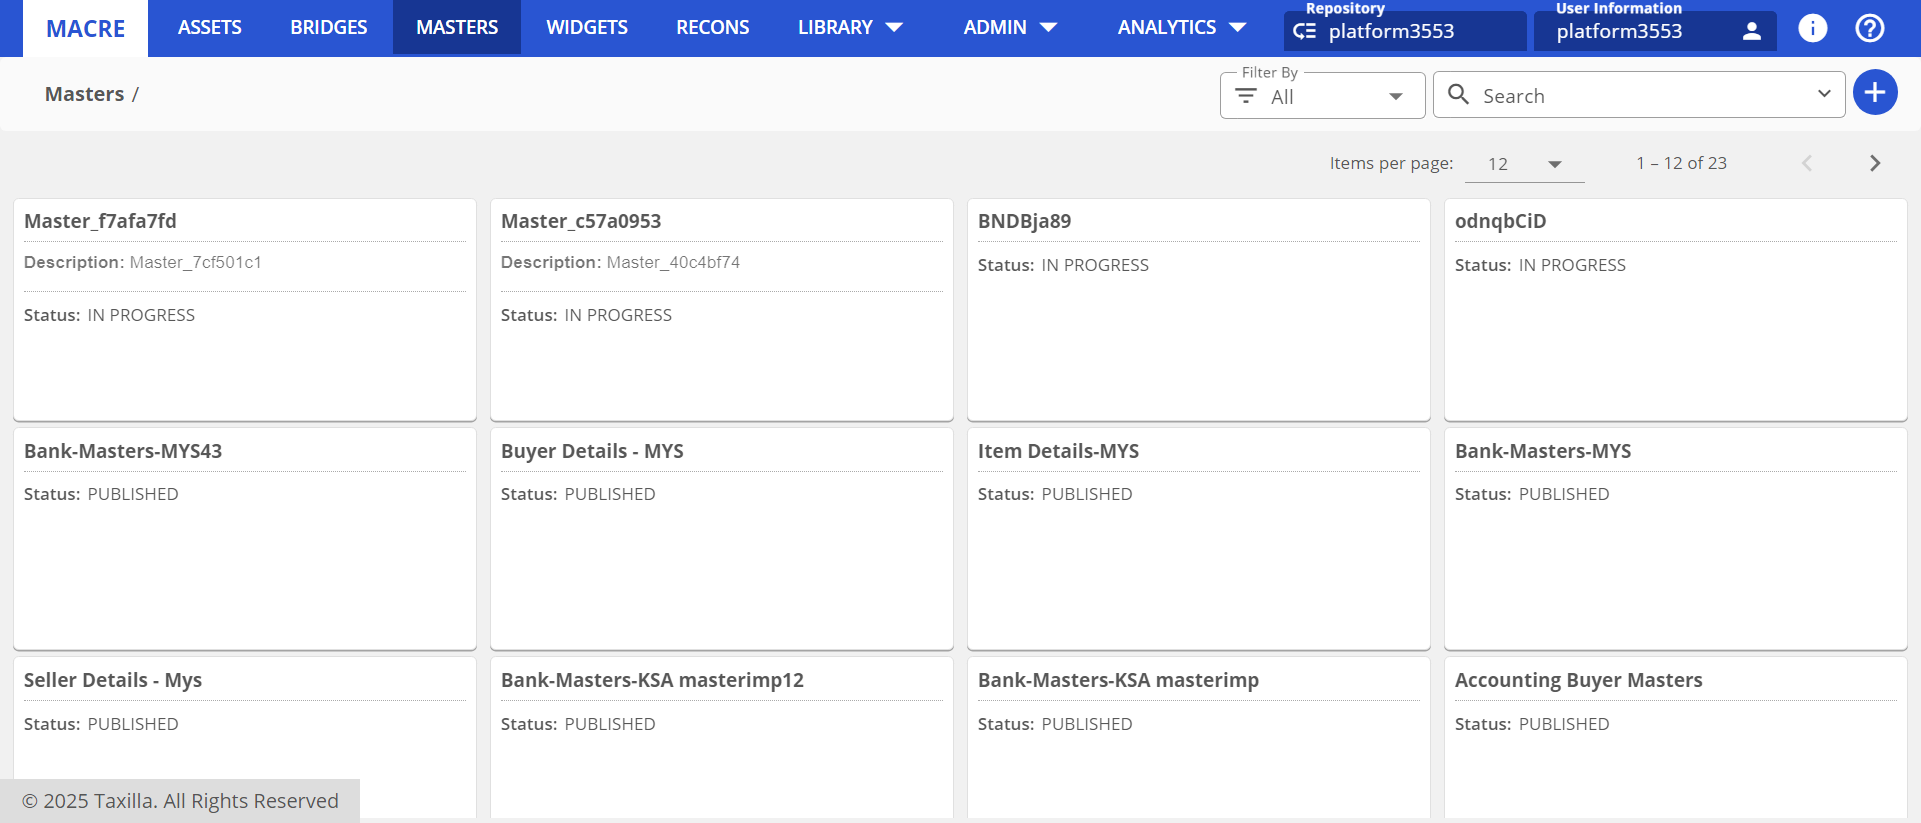 MACRE ASSETS BRIDGES MASTERS WIDGETS RECONS LIBRARY ADMIN ANALYTICS Repository platform3553 User Information platform3553
Masters / Filter By All Search
Items per page: 12 1 – 12 of 23
Master_f7afa7fd
Description: Master_7cf501c1
Status: IN PROGRESS
Master_c57a0953
Description: Master_40c4bf74
Status: IN PROGRESS
BNDBja89
Status: IN PROGRESS
odnqbCiD
Status: IN PROGRESS
Bank-Masters-MYS43
Status: PUBLISHED
Buyer Details - MYS
Status: PUBLISHED
Item Details-MYS
Status: PUBLISHED
Bank-Masters-MYS
Status: PUBLISHED
Seller Details - Mys
Status: PUBLISHED
Bank-Masters-KSA masterimp12
Status: PUBLISHED
Bank-Masters-KSA masterimp
Status: PUBLISHED
Accounting Buyer Masters
Status: PUBLISHED
© 2025 Taxilla. All Rights Reserved